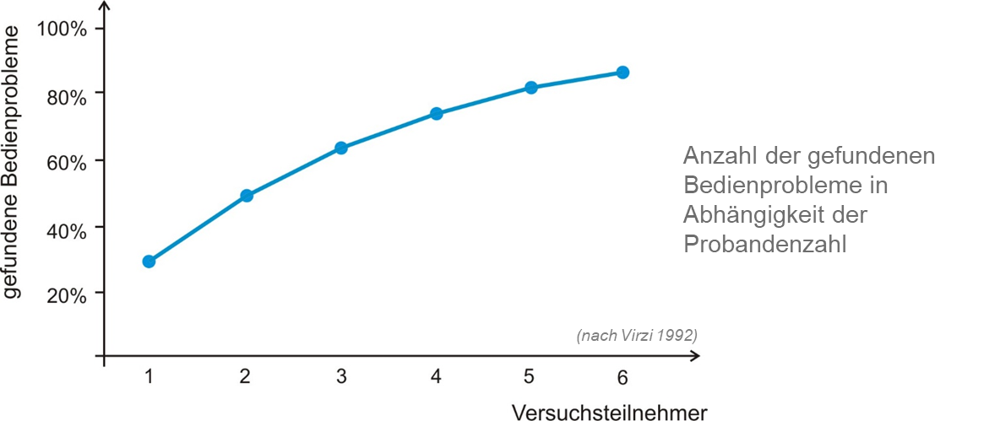 100%
80%
60%
40%
20%
gefundene Bedienprobleme
1 2 3 4 5 6
Versuchsteilnehmer
(nach Virzi 1992)
Anzahl der gefundenen
Bedienprobleme in
Abhängigkeit der
Probandenzahl